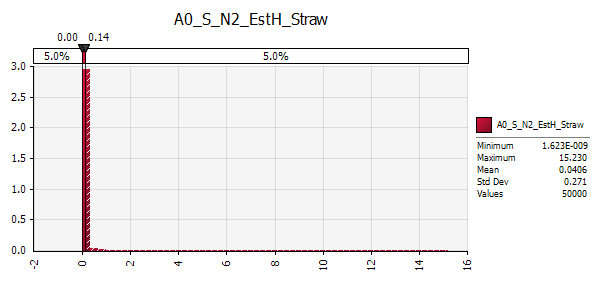 A0_S_N2_EstH_Straw
0.00 0.14
5.0% 5.0%
3.0
2.5
2.0
1.5
1.0
0.5
0.0
-2 0 2 4 6 8 10 12 14 16
A0_S_N2_EstH_Straw
Minimum 1.623E-009
Maximum 15.230
Mean 0.0406
Std Dev 0.271
Values 50000